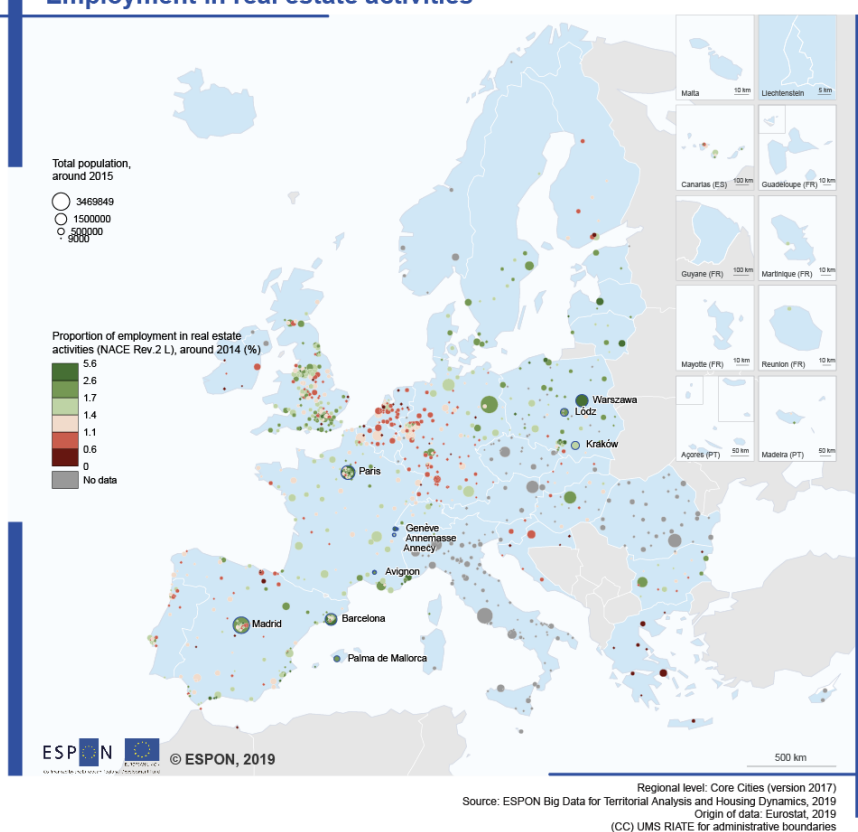 Employment in real estate activities
Malta
10 km
Liechtenstein
5 km
Total population,
around 2015
3469849
1500000
500000
9000
Canarias (ES)
100 km
Guadeloupe (FR)
10 km
Guyane (FR)
100 km
Martinique (FR)
10 km
Proportion of employment in real estate
activities (NACE Rev.2 L), around 2014 (%)
5.6
2.6
1.7
1.4
1.1
0.6
0
No data
Mayotte (FR)
10 km
Reunion (FR)
10 km
Warszawa
Lódz
Kraków
Açores (PT)
50 km
Madeira (PT)
50 km
Paris
Genève
Annemasse
Annecy
Avignon
Madrid
Barcelona
Palma de Mallorca
ESPON
© ESPON, 2019
500 km
Regional level: Core Cities (version 2017)
Source: ESPON Big Data for Territorial Analysis and Housing Dynamics, 2019
Origin of data: Eurostat, 2019
(CC) UMS RIATE for administrative boundaries